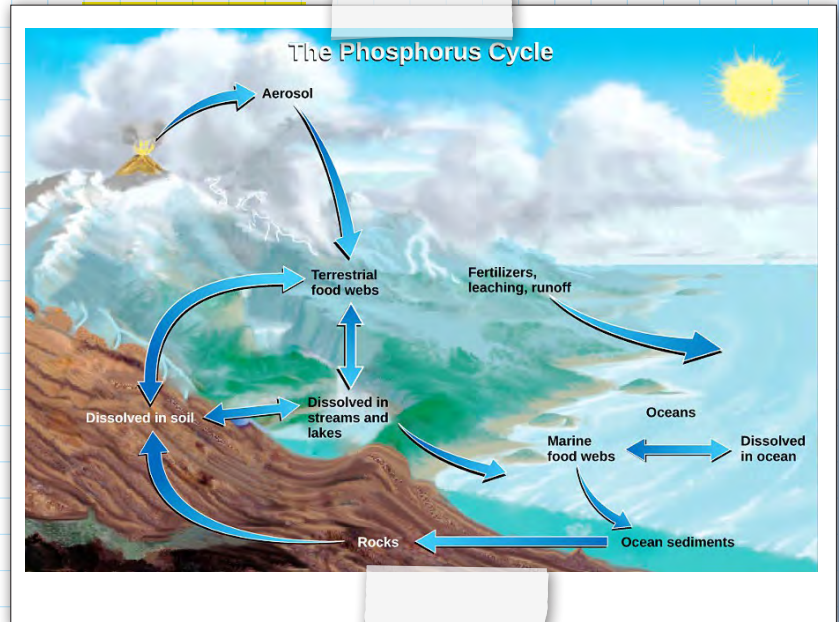 The Phosphorus Cycle
Aerosol
Terrestrial
food webs
Fertilizers,
leaching, runoff
Dissolved in
streams and
lakes
Dissolved in soil
Oceans
Marine
food webs
Dissolved
in ocean
Rocks
Ocean sediments